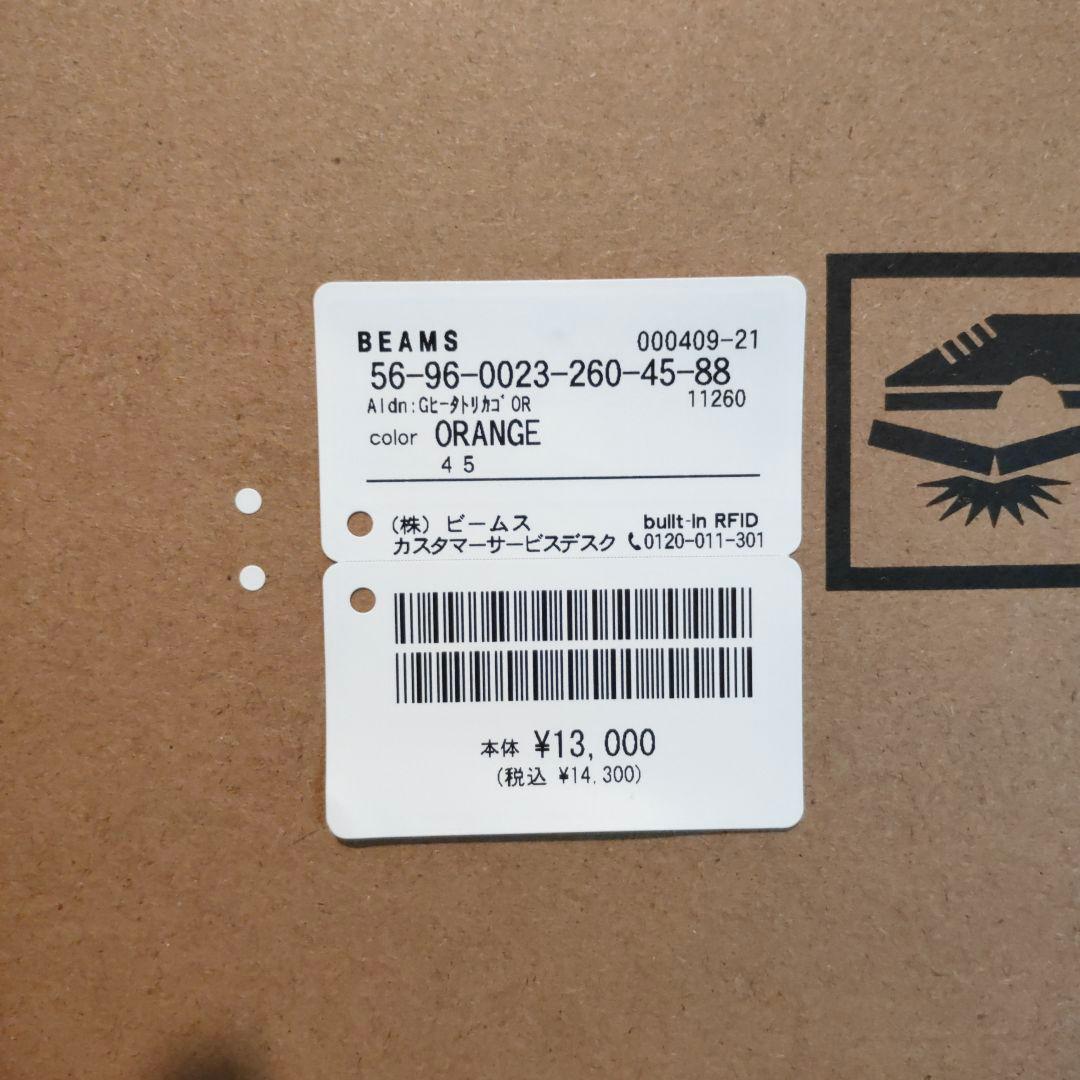 BEAMS 000409-21
56-96-0023-260-45-88
Aldn:GﾋｰﾀﾄﾘｶｺﾞOR 11260
color ORANGE
45
(株) ビームス built-in RFID
カスタマーサービスデスク 0120-011-301
本体 ¥13,000
(税込 ¥14,300)